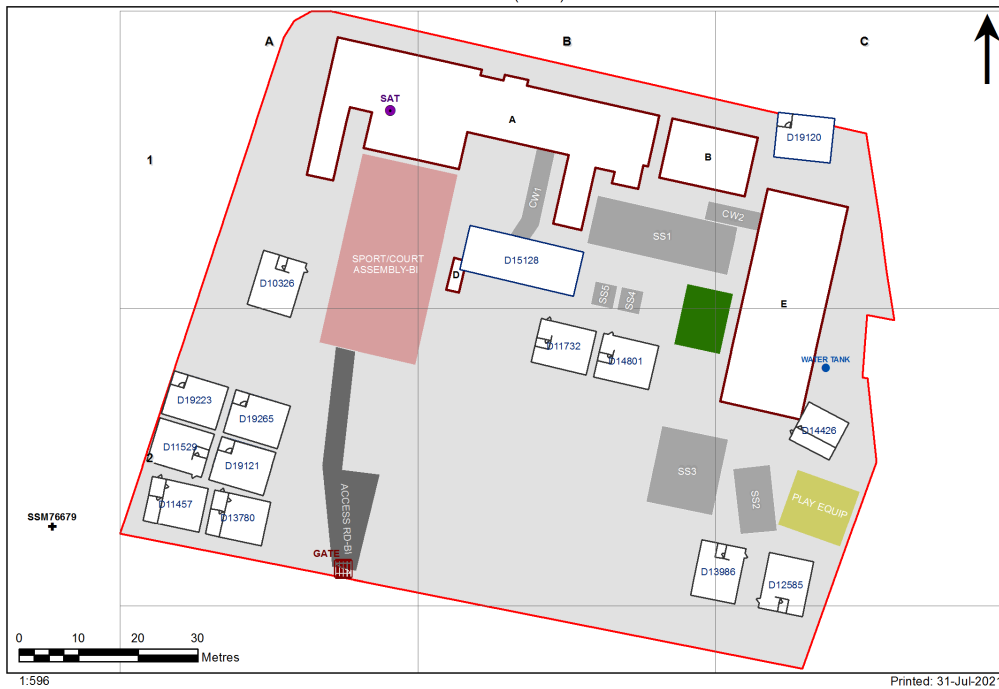 A B C
SAT
A
1
B
D19120
CW1
CW2
SS1
SPORT/COURT
ASSEMBLY-BI
D15128
D
D10326
SS5
SS4
E
D11732
D14801
WATER TANK
D19223
D19265
D14426
D11529
2
D19121
SS3
SS2
PLAY EQUIP
D11457
D13780
ACCESS RD-BI
SSM76679
GATE
D13986
D12585
0 10 20 30
Metres
1:596
Printed: 31-Jul-2021